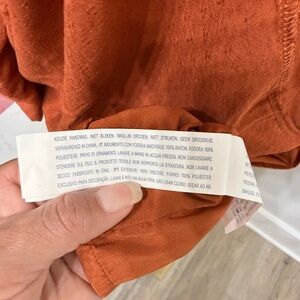 KOUDE HANDWAS. NIET BLEKEN. WASLIJN DROGEN. NIET STRIJKEN. GEEN DROOGKUIS.
VERVAARDIGD IN CHINA. IT INDUMENTO CON FODERA AMOVIBILE: 100% RAYON. FODERA: 100%
POLIESTERE. PRIVO DI ORNAMENTI. LAVARE A MANO IN ACQUA FREDDA. NON CANDEGGIARE.
STENDERE SUL FILO. IL PRODOTTO TESSILE NON SOPPORTA LA STIRATURA. NON LAVARE A
SECCO. FABBRICATO IN CINA. PT EXTERIOR: 100% VISCOSE. FORRO: 100% POLIESTER.
EXCLUSIVO PARA DECORAÇÃO. LAVAR À MÃO EM ÁGUA FRIA. NÃO USAR CLORO. SECAR AO AR.